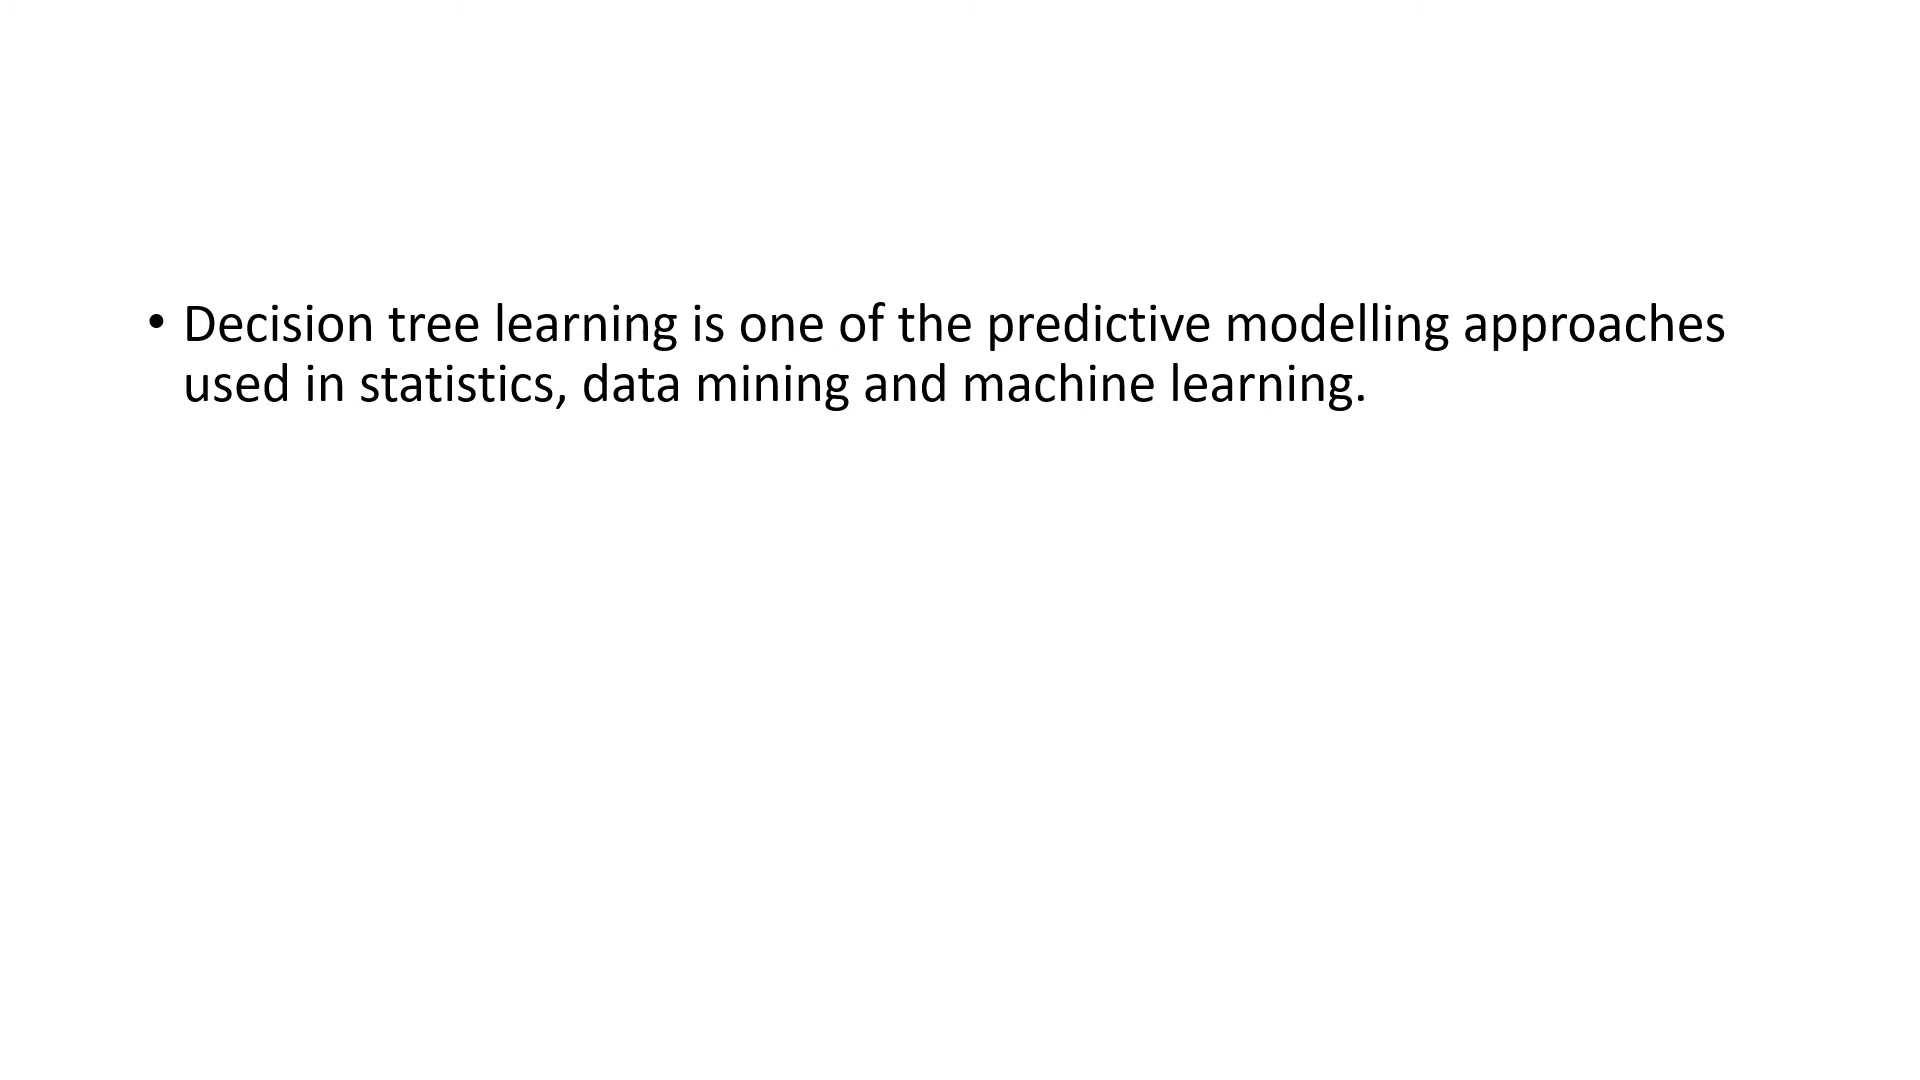 • Decision tree learning is one of the predictive modelling approaches
used in statistics, data mining and machine learning.